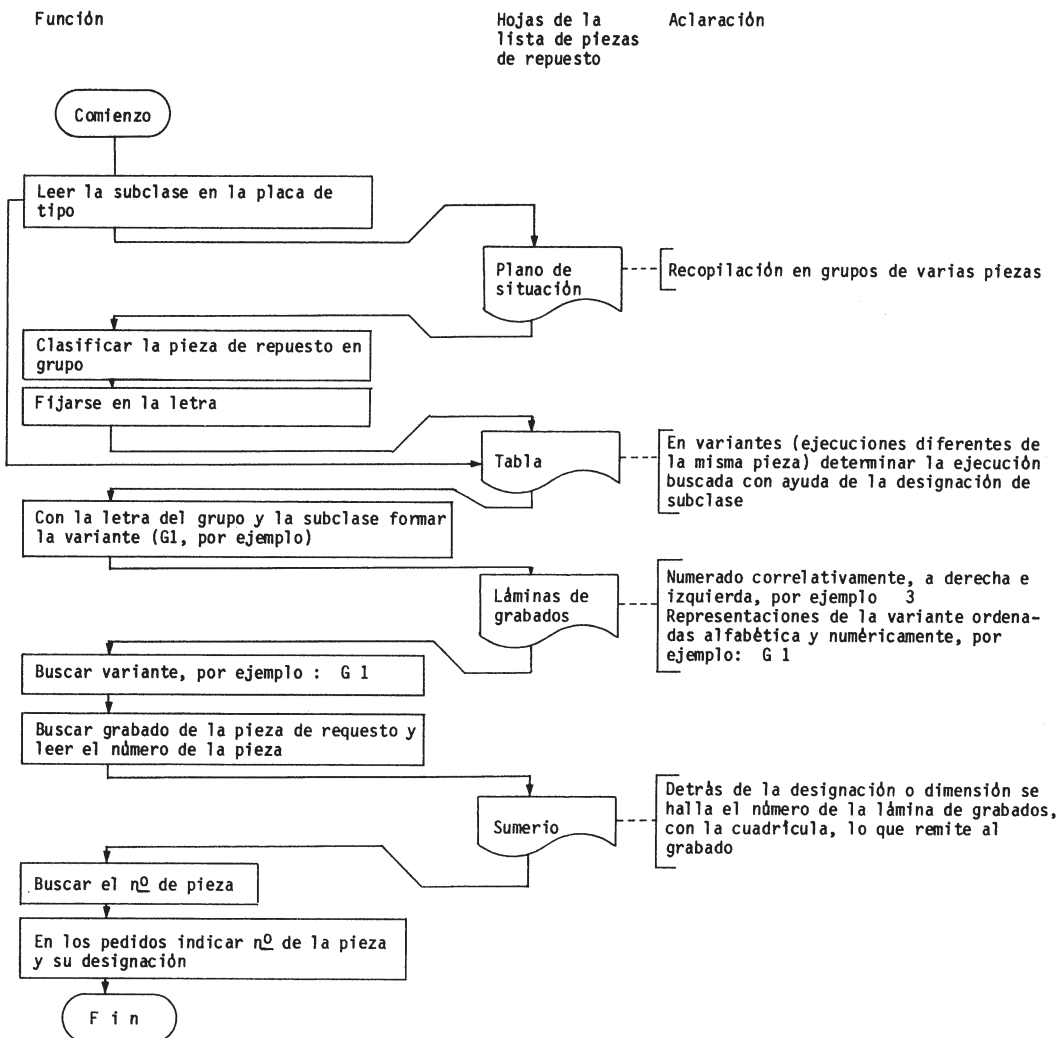 Función
Hojas de la
lista de piezas
de repuesto
Aclaración
Comienzo
Leer la subclase en la placa de
tipo
Plano de
situación
Recopilación en grupos de varias piezas
Clasificar la pieza de repuesto en
grupo
Fijarse en la letra
Tabla
En variantes (ejecuciones diferentes de
la misma pieza) determinar la ejecución
buscada con ayuda de la designación de
subclase
Con la letra del grupo y la subclase formar
la variante (G1, por ejemplo)
Láminas de
grabados
Numerado correlativamente, a derecha e
izquierda, por ejemplo 3
Representaciones de la variante ordena-
das alfabética y numéricamente, por
ejemplo: G 1
Buscar variante, por ejemplo : G 1
Buscar grabado de la pieza de requesto y
leer el número de la pieza
Sumerio
Detrás de la designación o dimensión se
halla el número de la lámina de grabados,
con la cuadrícula, lo que remite al
grabado
Buscar el nº de pieza
En los pedidos indicar nº de la pieza
y su designación
F i n